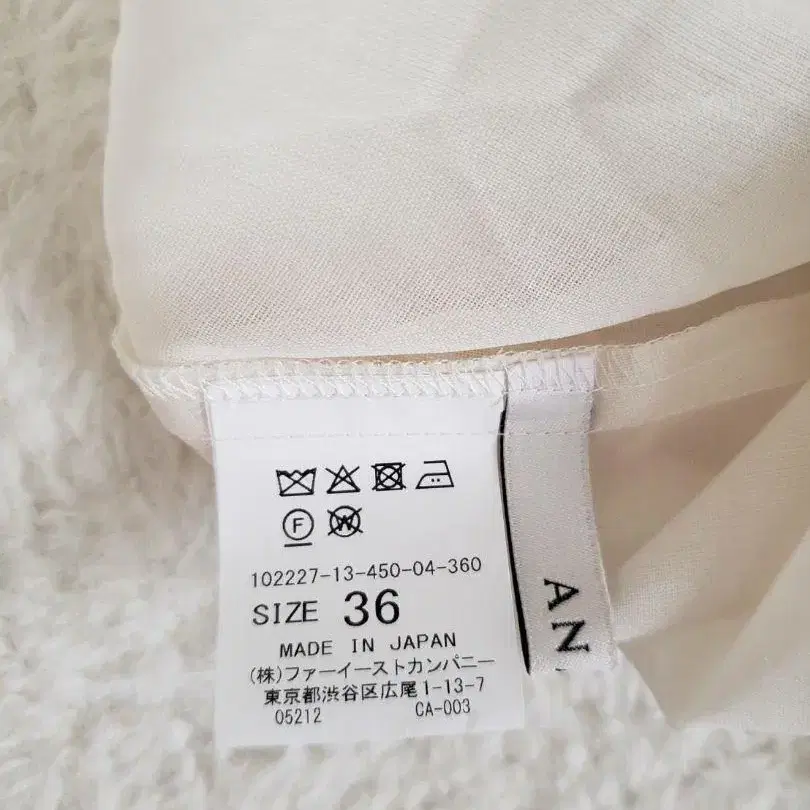 F
W
102227-13-450-04-360
SIZE 36
MADE IN JAPAN
(株)ファーイーストカンパニー
東京都渋谷区広尾1-13-7
05212 CA-003
AN